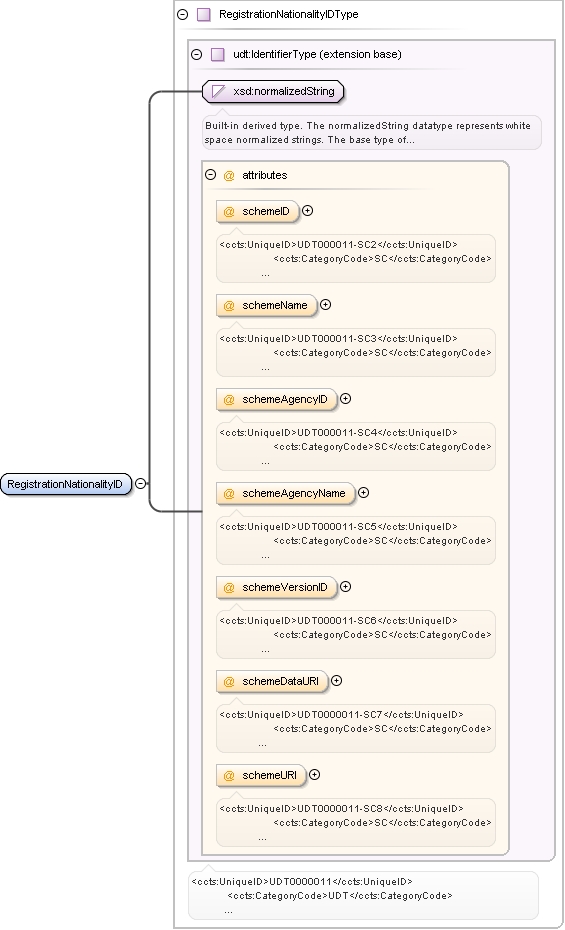 RegistrationNationalityIDType
udt:IdentifierType (extension base)
xsd:normalizedString
Built-in derived type. The normalizedString datatype represents white
space normalized strings. The base type of...
@ attributes
@ schemeID
<ccts:UniqueID>UDT000011-SC2</ccts:UniqueID>
<ccts:CategoryCode>SC</ccts:CategoryCode>
...
@ schemeName
<ccts:UniqueID>UDT000011-SC3</ccts:UniqueID>
<ccts:CategoryCode>SC</ccts:CategoryCode>
...
@ schemeAgencyID
<ccts:UniqueID>UDT000011-SC4</ccts:UniqueID>
<ccts:CategoryCode>SC</ccts:CategoryCode>
...
RegistrationNationalityID
@ schemeAgencyName
<ccts:UniqueID>UDT000011-SC5</ccts:UniqueID>
<ccts:CategoryCode>SC</ccts:CategoryCode>
...
@ schemeVersionID
<ccts:UniqueID>UDT000011-SC6</ccts:UniqueID>
<ccts:CategoryCode>SC</ccts:CategoryCode>
...
@ schemeDataURI
<ccts:UniqueID>UDT0000011-SC7</ccts:UniqueID>
<ccts:CategoryCode>SC</ccts:CategoryCode>
...
@ schemeURI
<ccts:UniqueID>UDT0000011-SC8</ccts:UniqueID>
<ccts:CategoryCode>SC</ccts:CategoryCode>
...
<ccts:UniqueID>UDT0000011</ccts:UniqueID>
<ccts:CategoryCode>UDT</ccts:CategoryCode>
...